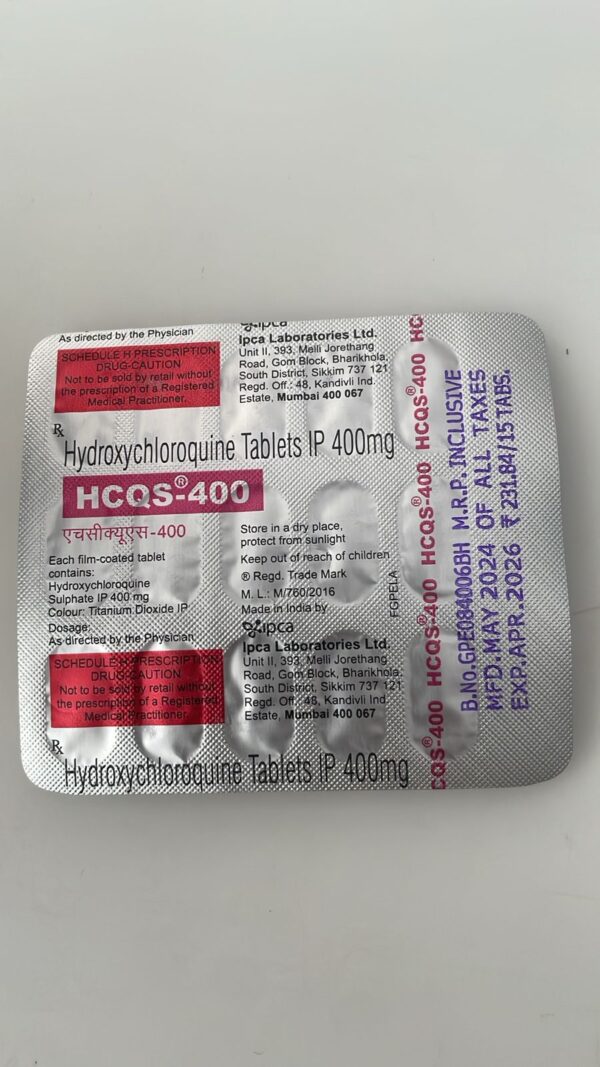 As directed by the Physician
SCHEDULE H PRESCRIPTION
DRUG-CAUTION
Not to be sold by retail without
the prescription of a Registered
Medical Practitioner.
ipca
Ipca Laboratories Ltd.
Unit II, 393, Melli Jorethang
Road, Gom Block, Bharikhola,
South District, Sikkim 737 121
Regd. Off.: 48, Kandivli Ind.
Estate, Mumbai 400 067
Rx
Hydroxychloroquine Tablets IP 400mg
HCQS®-400
एचसीक्यूएस-400
Each film-coated tablet
contains:
Hydroxychloroquine
Sulphate IP 400 mg
Colour: Titanium Dioxide IP
Dosage:
As directed by the Physician
Store in a dry place,
protect from sunlight
Keep out of reach of children
® Regd. Trade Mark
M. L.: M/760/2016
Made in India by
ipca
Ipca Laboratories Ltd.
Unit II, 393, Melli Jorethang
Road, Gom Block, Bharikhola,
South District, Sikkim 737 121
Regd. Off.: 48, Kandivli Ind.
Estate, Mumbai 400 067
SCHEDULE H PRESCRIPTION
DRUG-CAUTION
Not to be sold by retail without
the prescription of a Registered
Medical Practitioner.
Rx
Hydroxychloroquine Tablets IP 400mg
FGPELA
CQS®-400 HCQS®-400 HCQS®-400 HCQS®-400 HC
B.No.GPE084006BH M.R.P. INCLUSIVE
MFD.MAY 2024 OF ALL TAXES
EXP.APR.2026 ₹ 231.84/15 TABS.